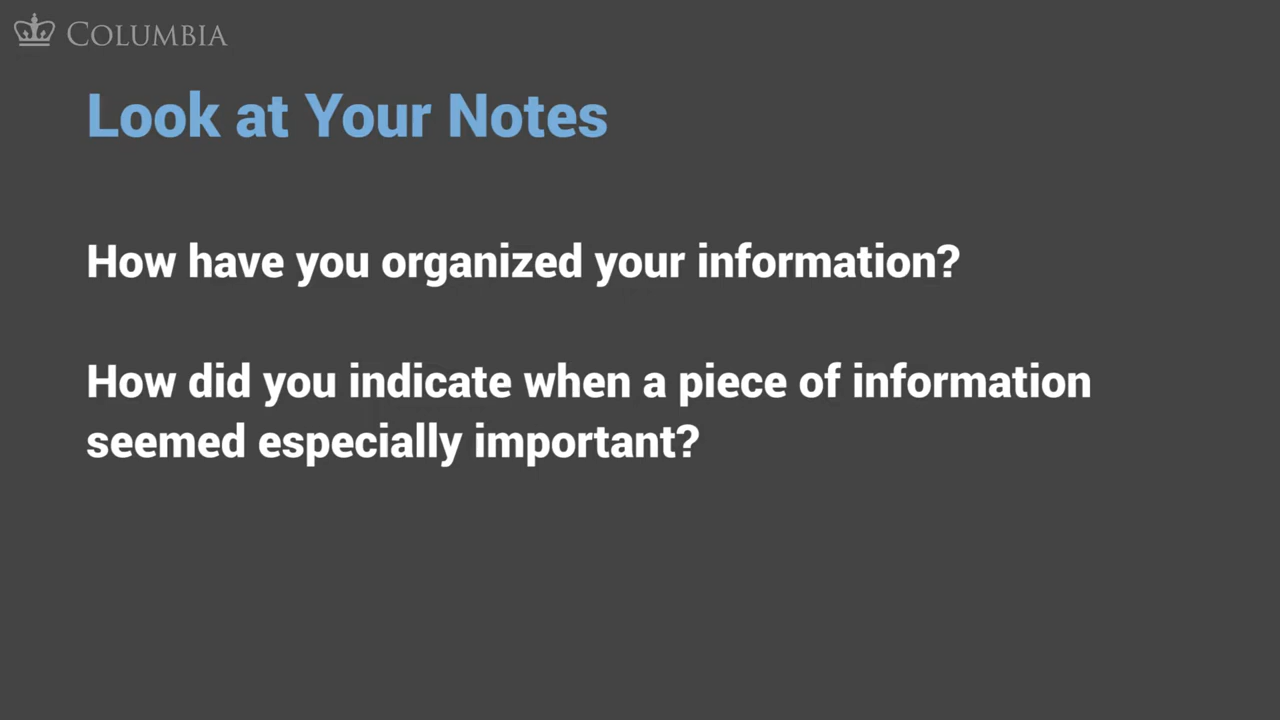 COLUMBIA
Look at Your Notes
How have you organized your information?
How did you indicate when a piece of information
seemed especially important?